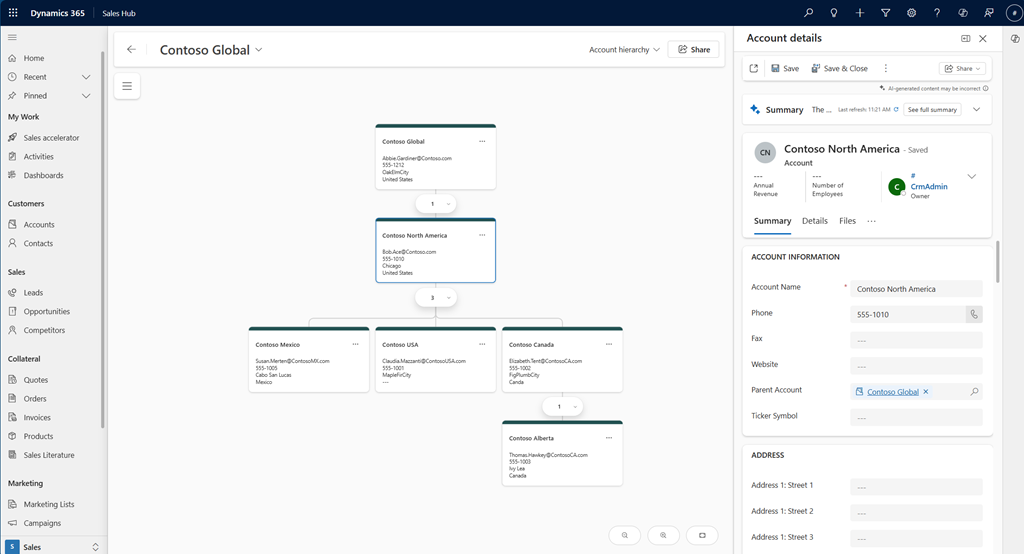 Dynamics 365
Sales Hub
#
Home
Recent
Pinned
My Work
Sales accelerator
Activities
Dashboards
Customers
Accounts
Contacts
Sales
Leads
Opportunities
Competitors
Collateral
Quotes
Orders
Invoices
Products
Sales Literature
Marketing
Marketing Lists
Campaigns
S Sales
Contoso Global
Account hierarchy
Share
Contoso Global ...
Abbie.Gardiner@Contoso.com
555-1212
OakElmCity
United States
1
Contoso North America ...
Bob.Ace@Contoso.com
555-1010
Chicago
United States
3
Contoso Mexico ...
Susan.Merten@ContosoMX.com
555-1005
Cabo San Lucas
Mexico
Contoso USA ...
Claudia.Mazzanti@ContosoUSA.com
555-1001
MapleFirCity
---
Contoso Canada ...
Elizabeth.Tent@ContosoCA.com
555-1002
FigPlumbCity
Canda
1
Contoso Alberta ...
Thomas.Hawkey@ContosoCA.com
555-1003
Ivy Lea
Canada
Account details
Save
Save & Close
Share
AI-generated content may be incorrect
Summary The ... Last refresh: 11:21 AM See full summary
CN
Contoso North America - Saved
Account
---
Annual
Revenue
---
Number of
Employees
C
#
CrmAdmin
Owner
Summary Details Files ...
ACCOUNT INFORMATION
Account Name * Contoso North America
Phone 555-1010
Fax ---
Website ---
Parent Account Contoso Global ×
Ticker Symbol ---
ADDRESS
Address 1: Street 1 ---
Address 1: Street 2 ---
Address 1: Street 3 ---